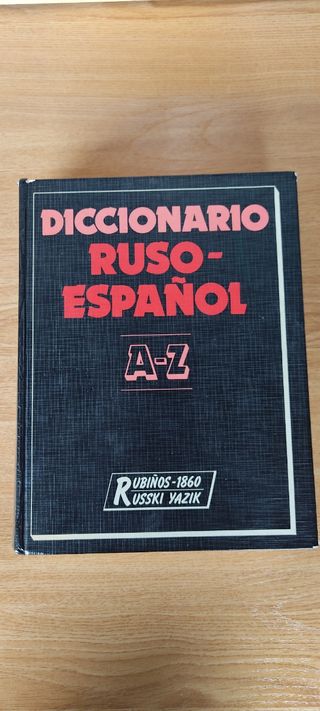 DICCIONARIO
RUSO-
ESPAÑOL
A-Z
RUBIÑOS-1860
RUSSKI YAZIK